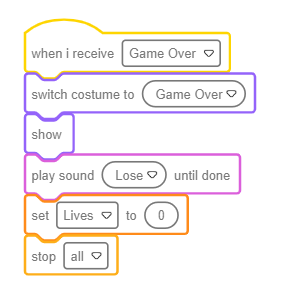 when i receive Game Over
switch costume to Game Over
show
play sound Lose until done
set Lives to 0
stop all